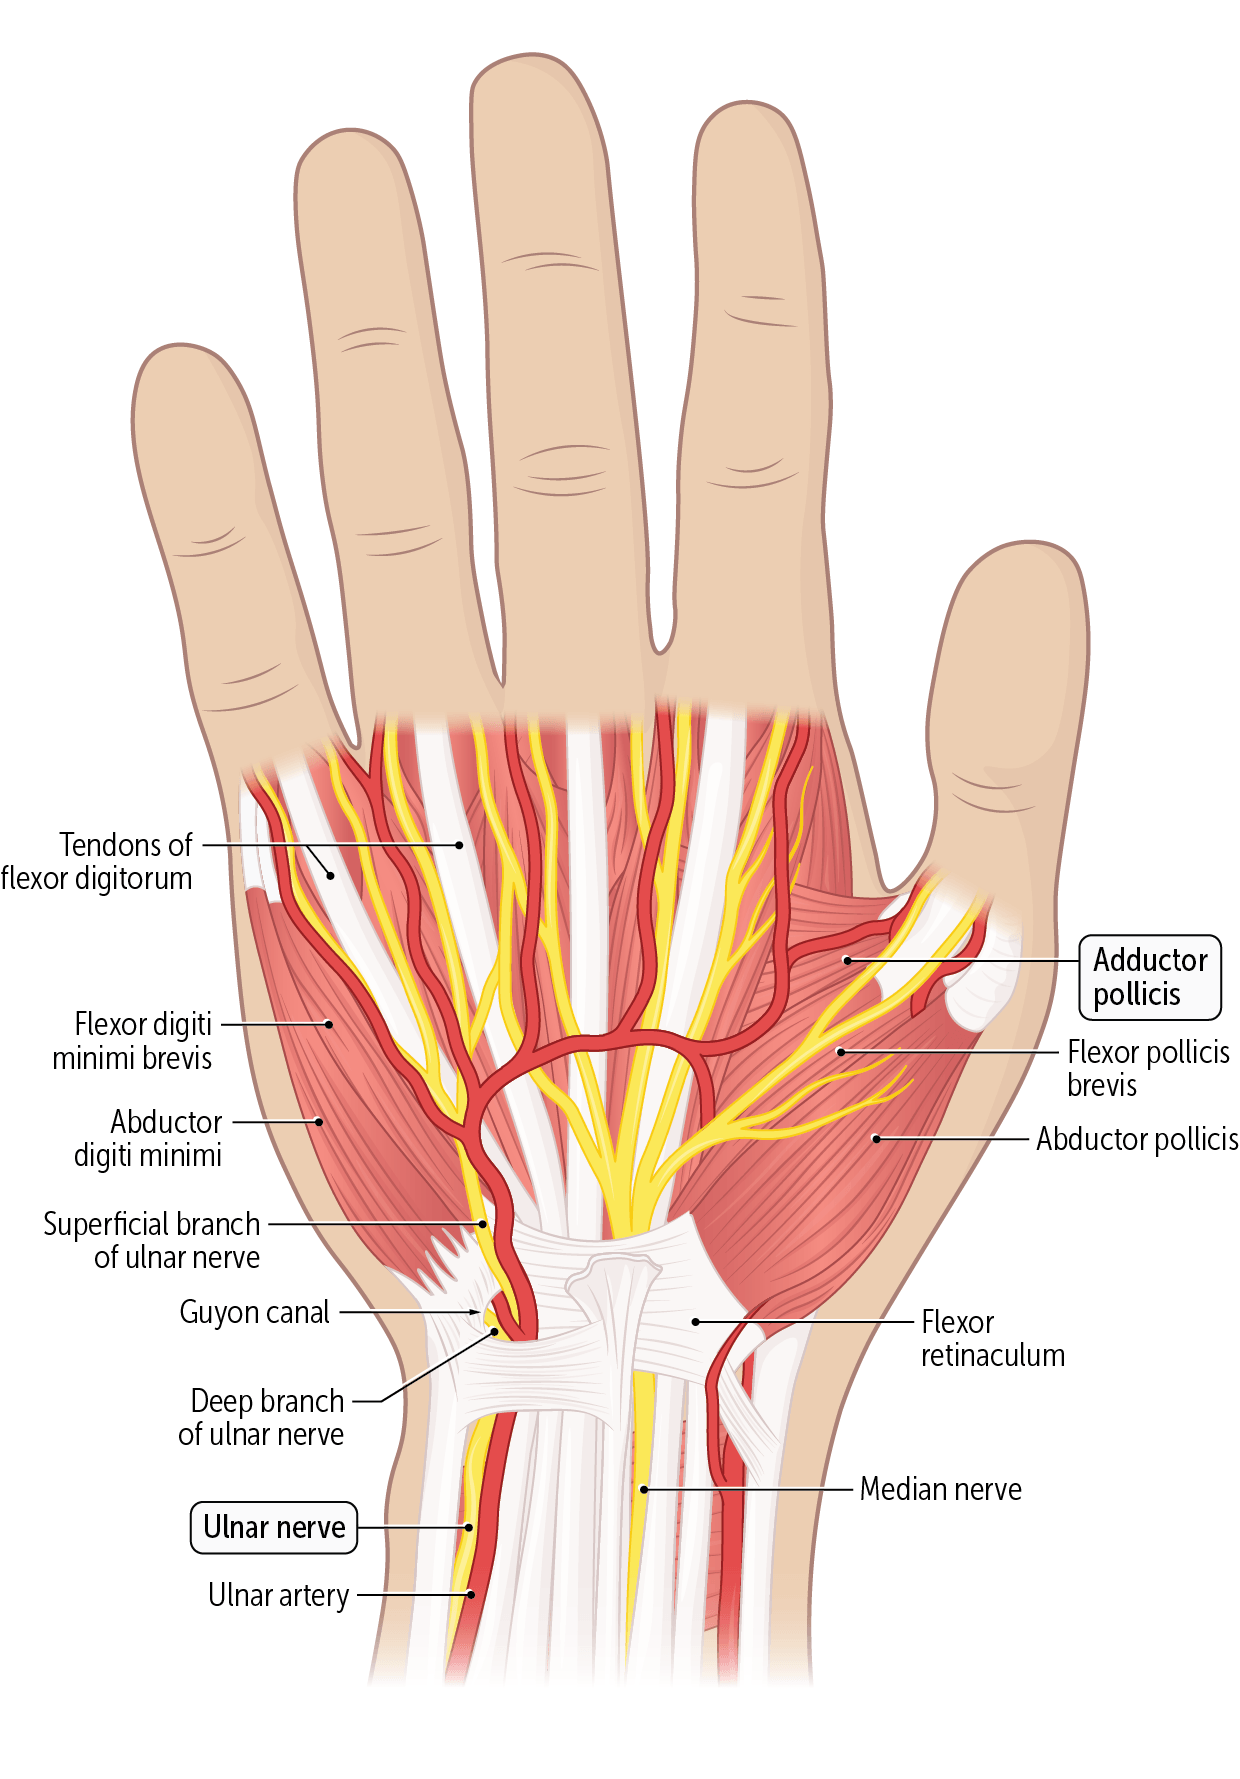 Tendons of
flexor digitorum
Flexor digiti
minimi brevis
Abductor
digiti minimi
Superficial branch
of ulnar nerve
Guyon canal
Deep branch
of ulnar nerve
Ulnar nerve
Ulnar artery
Adductor
pollicis
Flexor pollicis
brevis
Abductor pollicis
Flexor
retinaculum
Median nerve